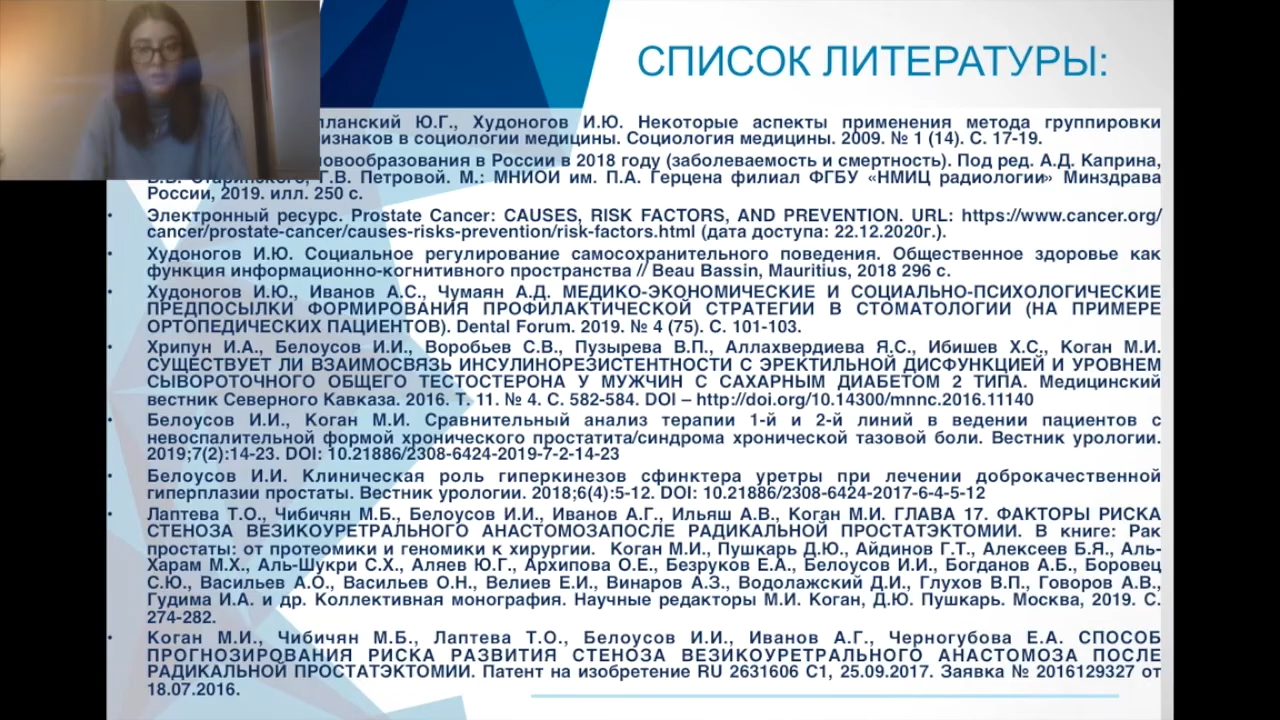 СПИСОК ЛИТЕРАТУРЫ:
Ю.Г., Худоногов И.Ю. Некоторые аспекты применения метода группировки
в социологии медицины. Социология медицины. 2009. № 1 (14). С. 17-19.
в России в 2018 году (заболеваемость и смертность). Под ред. А.Д. Каприна,
Г.В. Петровой. М.: МНИОИ им. П.А. Герцена филиал ФГБУ «НМИЦ радиологии» Минздрава
России, 2019. илл. 250 с.
• Электронный ресурс. Prostate Cancer: CAUSES, RISK FACTORS, AND PREVENTION. URL: https://www.cancer.org/
cancer/prostate-cancer/causes-risks-prevention/risk-factors.html (дата доступа: 22.12.2020г.).
• Худоногов И.Ю. Социальное регулирование самосохранительного поведения. Общественное здоровье как
функция информационно-когнитивного пространства // Beau Bassin, Mauritius, 2018 296 с.
• Худоногов И.Ю., Иванов А.С., Чумаян А.Д. МЕДИКО-ЭКОНОМИЧЕСКИЕ И СОЦИАЛЬНО-ПСИХОЛОГИЧЕСКИЕ
ПРЕДПОСЫЛКИ ФОРМИРОВАНИЯ ПРОФИЛАКТИЧЕСКОЙ СТРАТЕГИИ В СТОМАТОЛОГИИ (НА ПРИМЕРЕ
ОРТОПЕДИЧЕСКИХ ПАЦИЕНТОВ). Dental Forum. 2019. № 4 (75). С. 101-103.
• Хрипун И.А., Белоусов И.И., Воробьев С.В., Пузырева В.П., Аллахвердиева Я.С., Ибишев Х.С., Коган М.И.
СУЩЕСТВУЕТ ЛИ ВЗАИМОСВЯЗЬ ИНСУЛИНОРЕЗИСТЕНТНОСТИ С ЭРЕКТИЛЬНОЙ ДИСФУНКЦИЕЙ И УРОВНЕМ
СЫВОРОТОЧНОГО ОБЩЕГО ТЕСТОСТЕРОНА У МУЖЧИН С САХАРНЫМ ДИАБЕТОМ 2 ТИПА. Медицинский
вестник Северного Кавказа. 2016. Т. 11. № 4. С. 582-584. DOI – http://doi.org/10.14300/mnnc.2016.11140
• Белоусов И.И., Коган М.И. Сравнительный анализ терапии 1-й и 2-й линий в ведении пациентов с
невоспалительной формой хронического простатита/синдрома хронической тазовой боли. Вестник урологии.
2019;7(2):14-23. DOI: 10.21886/2308-6424-2019-7-2-14-23
• Белоусов И.И. Клиническая роль гиперкинезов сфинктера уретры при лечении доброкачественной
гиперплазии простаты. Вестник урологии. 2018;6(4):5-12. DOI: 10.21886/2308-6424-2017-6-4-5-12
• Лаптева Т.О., Чибичян М.Б., Белоусов И.И., Иванов А.Г., Ильяш А.В., Коган М.И. ГЛАВА 17. ФАКТОРЫ РИСКА
СТЕНОЗА ВЕЗИКОУРЕТРАЛЬНОГО АНАСТОМОЗАПОСЛЕ РАДИКАЛЬНОЙ ПРОСТАТЭКТОМИИ. В книге: Рак
простаты: от протеомики и геномики к хирургии. Коган М.И., Пушкарь Д.Ю., Айдинов Г.Т., Алексеев Б.Я., Аль-
Харам М.Х., Аль-Шукри С.Х., Аляев Ю.Г., Архипова О.Е., Безруков Е.А., Белоусов И.И., Богданов А.Б., Боровец
С.Ю., Васильев А.О., Васильев О.Н., Велиев Е.И., Винаров А.З., Водолажский Д.И., Глухов В.П., Говоров А.В.,
Гудима И.А. и др. Коллективная монография. Научные редакторы М.И. Коган, Д.Ю. Пушкарь. Москва, 2019. С.
274-282.
• Коган М.И., Чибичян М.Б., Лаптева Т.О., Белоусов И.И., Иванов А.Г., Черногубова Е.А. СПОСОБ
ПРОГНОЗИРОВАНИЯ РИСКА РАЗВИТИЯ СТЕНОЗА ВЕЗИКОУРЕТРАЛЬНОГО АНАСТОМОЗА ПОСЛЕ
РАДИКАЛЬНОЙ ПРОСТАТЭКТОМИИ. Патент на изобретение RU 2631606 C1, 25.09.2017. Заявка № 2016129327 от
18.07.2016.